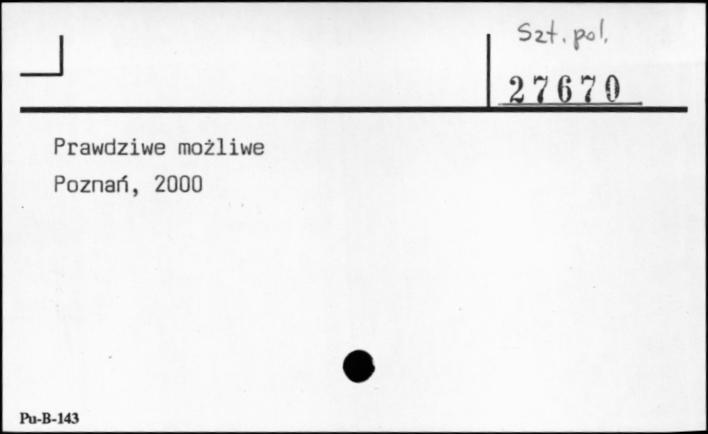 Szt. pol.
27670
Prawdziwe możliwe
Poznań, 2000
Pu-B-143